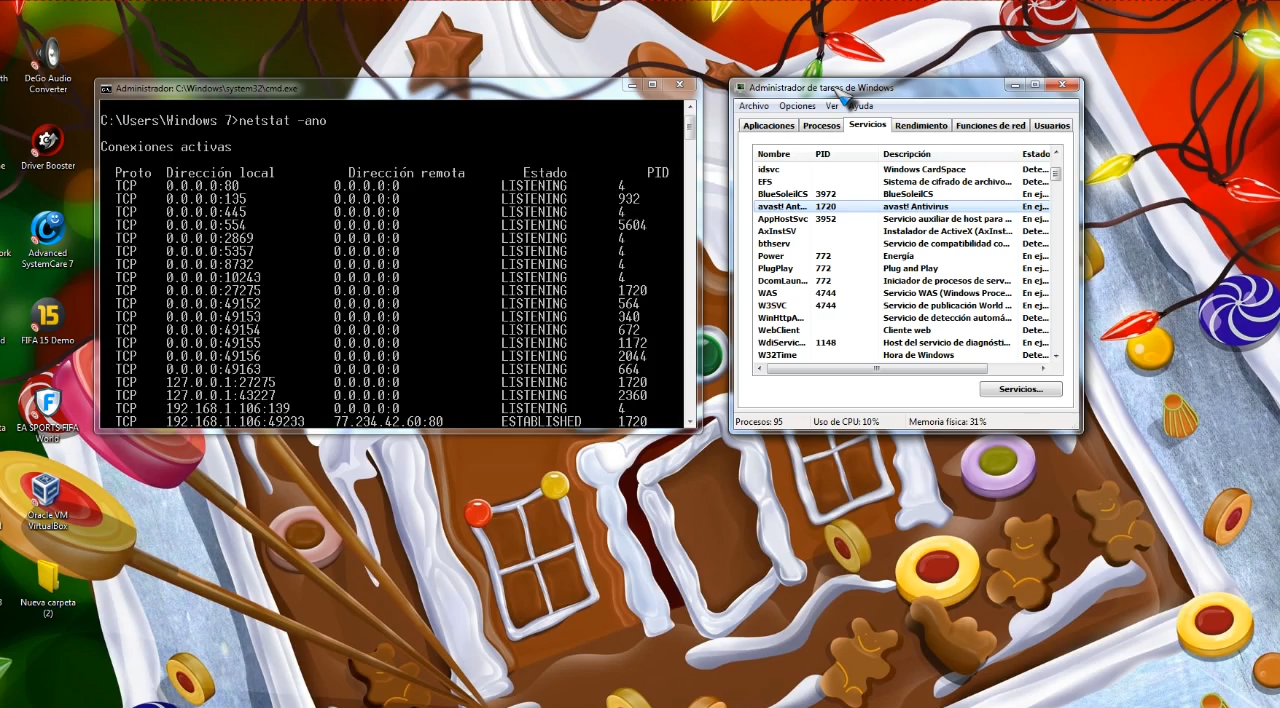 DeGo Audio
Converter
Driver Booster
Advanced
SystemCare 7
FIFA 15 Demo
EA SPORTS FIFA
World
Oracle VM
VirtualBox
Nueva carpeta
(2)
Administrador: C:\Windows\system32\cmd.exe
C:\Users\Windows 7>netstat -ano
Conexiones activas
Proto Dirección local Dirección remota Estado PID
TCP 0.0.0.0:80 0.0.0.0:0 LISTENING 4
TCP 0.0.0.0:135 0.0.0.0:0 LISTENING 932
TCP 0.0.0.0:445 0.0.0.0:0 LISTENING 4
TCP 0.0.0.0:554 0.0.0.0:0 LISTENING 5604
TCP 0.0.0.0:2869 0.0.0.0:0 LISTENING 4
TCP 0.0.0.0:5357 0.0.0.0:0 LISTENING 4
TCP 0.0.0.0:8732 0.0.0.0:0 LISTENING 4
TCP 0.0.0.0:10243 0.0.0.0:0 LISTENING 4
TCP 0.0.0.0:27275 0.0.0.0:0 LISTENING 1720
TCP 0.0.0.0:49152 0.0.0.0:0 LISTENING 564
TCP 0.0.0.0:49153 0.0.0.0:0 LISTENING 340
TCP 0.0.0.0:49154 0.0.0.0:0 LISTENING 672
TCP 0.0.0.0:49155 0.0.0.0:0 LISTENING 1172
TCP 0.0.0.0:49156 0.0.0.0:0 LISTENING 2044
TCP 0.0.0.0:49163 0.0.0.0:0 LISTENING 664
TCP 127.0.0.1:27275 0.0.0.0:0 LISTENING 1720
TCP 127.0.0.1:43227 0.0.0.0:0 LISTENING 2360
TCP 192.168.1.106:139 0.0.0.0:0 LISTENING 4
TCP 192.168.1.106:49233 77.234.42.60:80 ESTABLISHED 1720
Administrador de tareas de Windows
Archivo Opciones Ver Ayuda
Aplicaciones Procesos Servicios Rendimiento Funciones de red Usuarios
Nombre PID Descripción Estado
idsvc Windows CardSpace Dete...
EFS Sistema de cifrado de archivo... Dete...
BlueSoleilCS 3972 BlueSoleilCS En ej...
avast! Ant... 1720 avast! Antivirus En ej...
AppHostSvc 3952 Servicio auxiliar de host para ... En ej...
AxInstSV Instalador de ActiveX (AxInst... Dete...
bthserv Servicio de compatibilidad co... Dete...
Power 772 Energía En ej...
PlugPlay 772 Plug and Play En ej...
DcomLaun... 772 Iniciador de procesos de serv... En ej...
WAS 4744 Servicio WAS (Windows Proce... En ej...
W3SVC 4744 Servicio de publicación World ... En ej...
WinHttpA... Servicio de detección automá... Dete...
WebClient Cliente web Dete...
WdiServic... 1148 Host del servicio de diagnósti... En ej...
W32Time Hora de Windows Dete...
Servicios...
Procesos: 95 Uso de CPU: 10% Memoria física: 31%